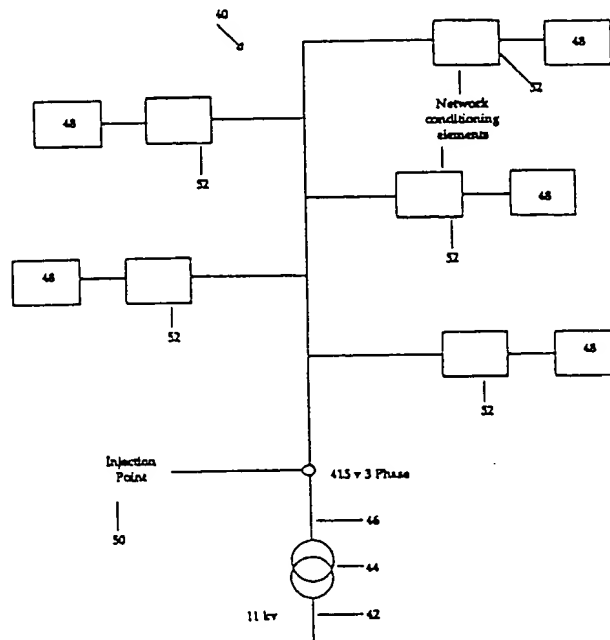 40
48
52
Network
conditioning
elements
48
52
48
52
48
52
48
52
Injection
Point
415 v 3 Phase
50
46
44
11 kv
42